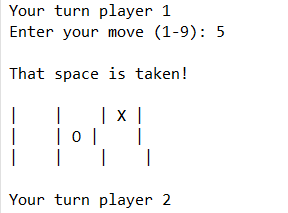 Your turn player 1
Enter your move (1-9): 5
That space is taken!
|    |    | X |
|    | O |    |
|    |    |    |
Your turn player 2